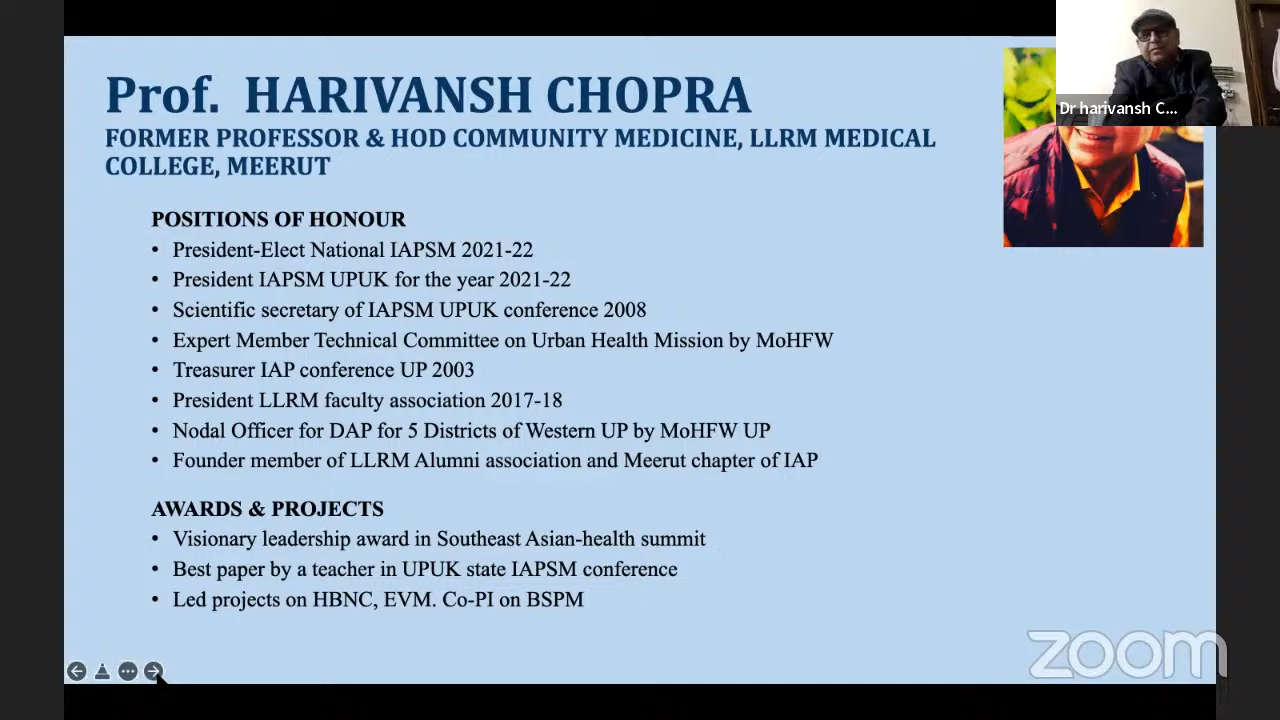 Prof. HARIVANSH CHOPRA
FORMER PROFESSOR & HOD COMMUNITY MEDICINE, LLRM MEDICAL
COLLEGE, MEERUT
Dr harivansh C...
POSITIONS OF HONOUR
• President-Elect National IAPSM 2021-22
• President IAPSM UPUK for the year 2021-22
• Scientific secretary of IAPSM UPUK conference 2008
• Expert Member Technical Committee on Urban Health Mission by MoHFW
• Treasurer IAP conference UP 2003
• President LLRM faculty association 2017-18
• Nodal Officer for DAP for 5 Districts of Western UP by MoHFW UP
• Founder member of LLRM Alumni association and Meerut chapter of IAP
AWARDS & PROJECTS
• Visionary leadership award in Southeast Asian-health summit
• Best paper by a teacher in UPUK state IAPSM conference
• Led projects on HBNC, EVM. Co-PI on BSPM
zoom